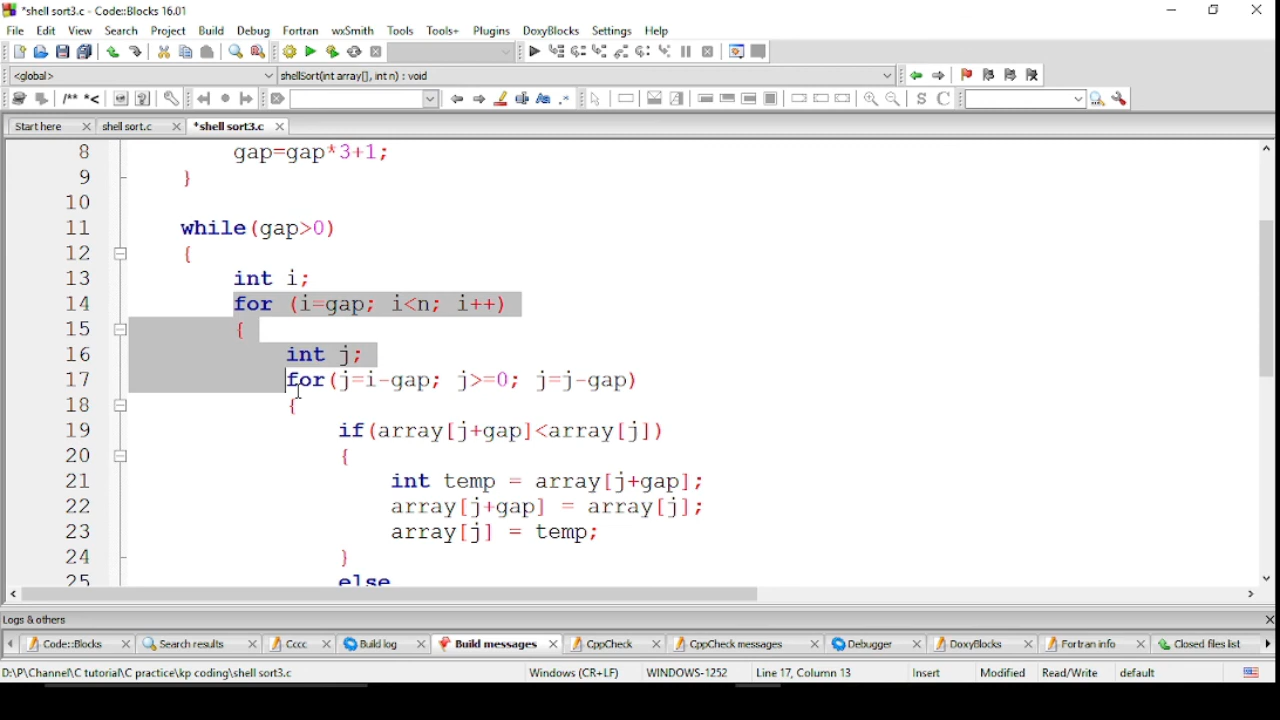 *shell sort3.c - Code::Blocks 16.01
File Edit View Search Project Build Debug Fortran wxSmith Tools Tools+ Plugins DoxyBlocks Settings Help
<global> shellSort(int array[], int n) : void
/** *< S C
Start here shell sort.c *shell sort3.c
8 gap=gap*3+1;
9 }
10
11 while(gap>0)
12 {
13 int i;
14 for (i=gap; i<n; i++)
15 {
16 int j;
17 for(j=i-gap; j>=0; j=j-gap)
18 {
19 if(array[j+gap]<array[j])
20 {
21 int temp = array[j+gap];
22 array[j+gap] = array[j];
23 array[j] = temp;
24 }
25 else
Logs & others
Code::Blocks Search results Cccc Build log Build messages CppCheck CppCheck messages Debugger DoxyBlocks Fortran info Closed files list
D:\P\Channel\C tutorial\C practice\kp coding\shell sort3.c Windows (CR+LF) WINDOWS-1252 Line 17, Column 13 Insert Modified Read/Write default